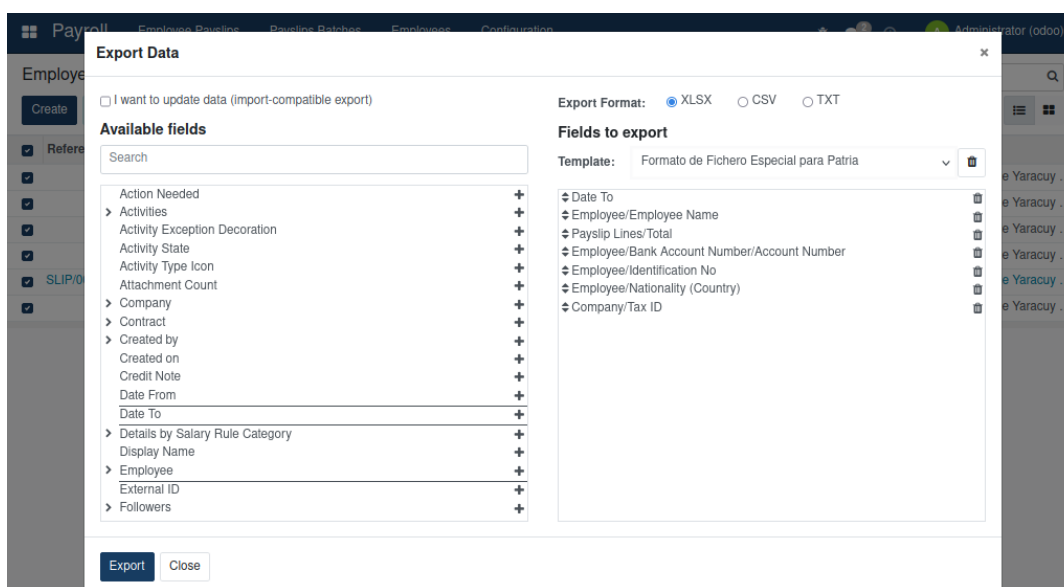 Payroll Employee Payslips Payslips Batches Employees Configuration 2 A Administrator (odoo)
Export Data ×
Employe
Create
Refere
SLIP/0
I want to update data (import-compatible export)
Available fields
Search
Action Needed
Activities
Activity Exception Decoration
Activity State
Activity Type Icon
Attachment Count
Company
Contract
Created by
Created on
Credit Note
Date From
Date To
Details by Salary Rule Category
Display Name
Employee
External ID
Followers
Export Format: XLSX CSV TXT
Fields to export
Template: Formato de Fichero Especial para Patria
Date To
Employee/Employee Name
Payslip Lines/Total
Employee/Bank Account Number/Account Number
Employee/Identification No
Employee/Nationality (Country)
Company/Tax ID
e Yaracuy .
e Yaracuy .
e Yaracuy .
e Yaracuy .
e Yaracuy .
e Yaracuy .
Export Close